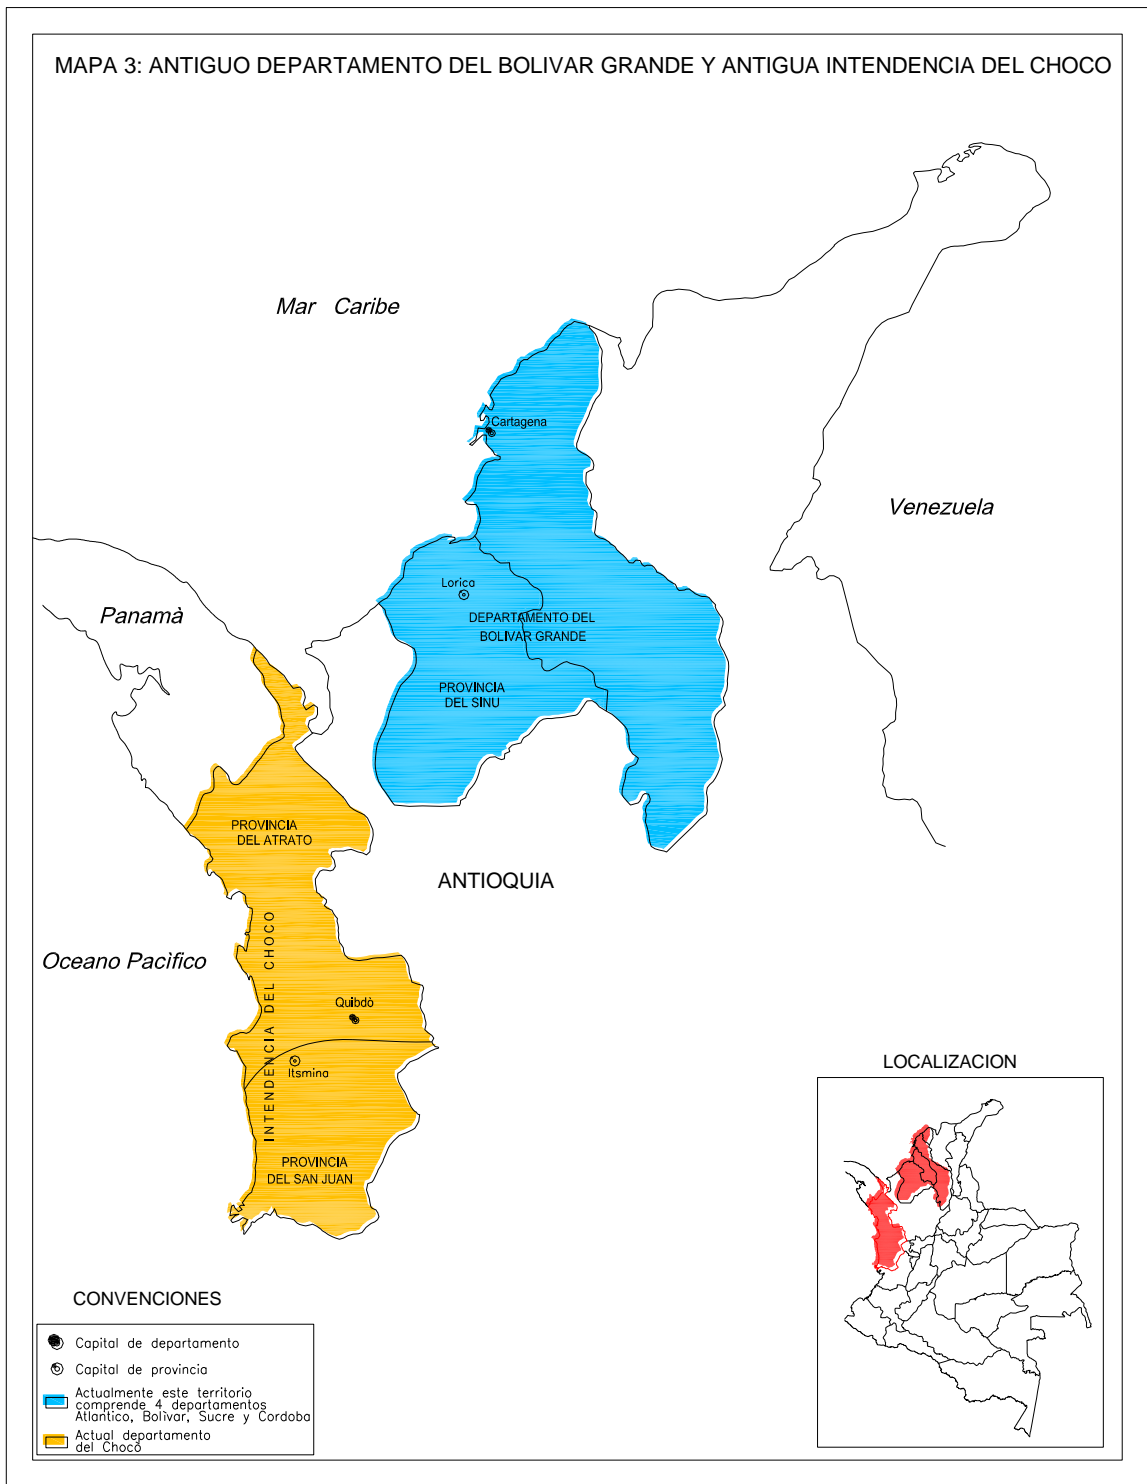 MAPA 3: ANTIGUO DEPARTAMENTO DEL BOLIVAR GRANDE Y ANTIGUA INTENDENCIA DEL CHOCO
Mar Caribe
Cartagena
Venezuela
Lorica
Panamà
DEPARTAMENTO DEL
BOLIVAR GRANDE
PROVINCIA
DEL SINU
PROVINCIA
DEL ATRATO
ANTIOQUIA
INTENDENCIA DEL CHOCO
Oceano Pacìfico
Quibdò
Itsmina
PROVINCIA
DEL SAN JUAN
LOCALIZACION
CONVENCIONES
Capital de departamento
Capital de provincia
Actualmente este territorio
comprende 4 departamentos
Atlantico, Bolìvar, Sucre y Cordoba
Actual departamento
del Chocò